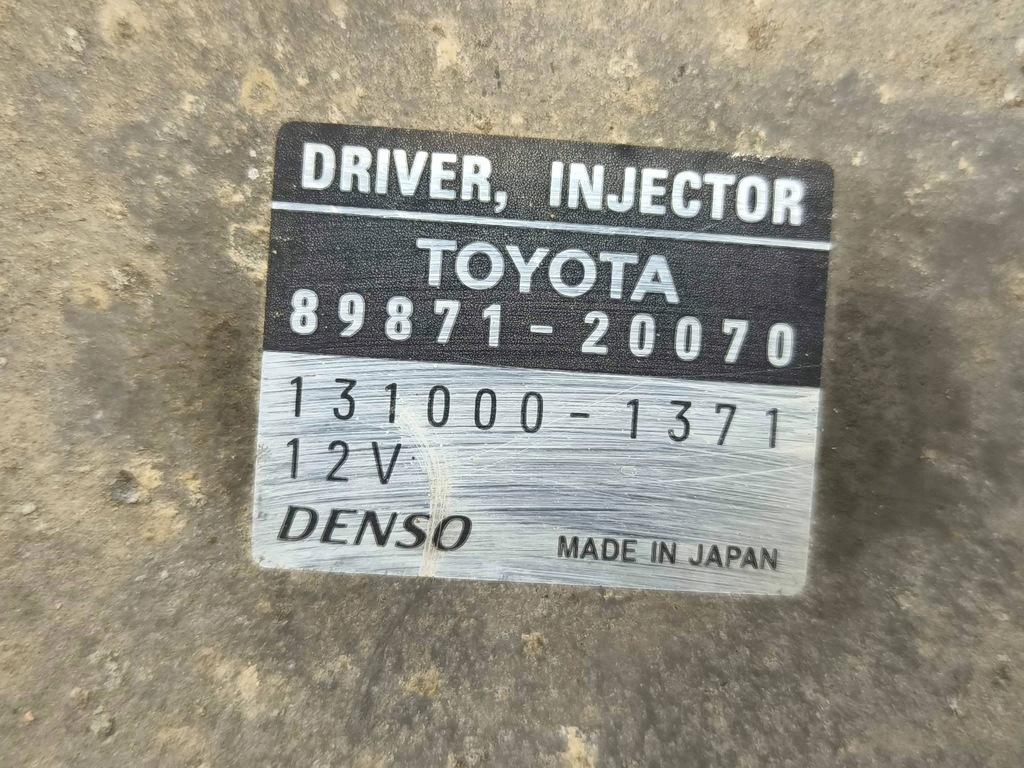 DRIVER, INJECTOR
TOYOTA
89871-20070
131000-1371
12V
DENSO
MADE IN JAPAN